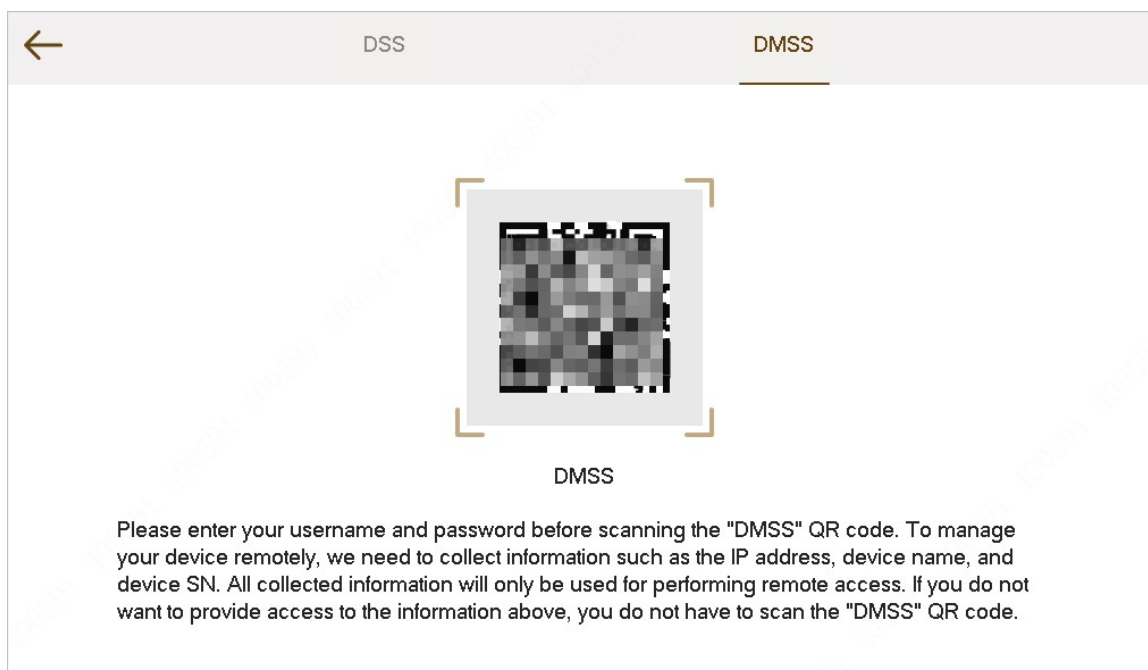 DSS
DMSS
DMSS
Please enter your username and password before scanning the "DMSS" QR code. To manage
your device remotely, we need to collect information such as the IP address, device name, and
device SN. All collected information will only be used for performing remote access. If you do not
want to provide access to the information above, you do not have to scan the "DMSS" QR code.